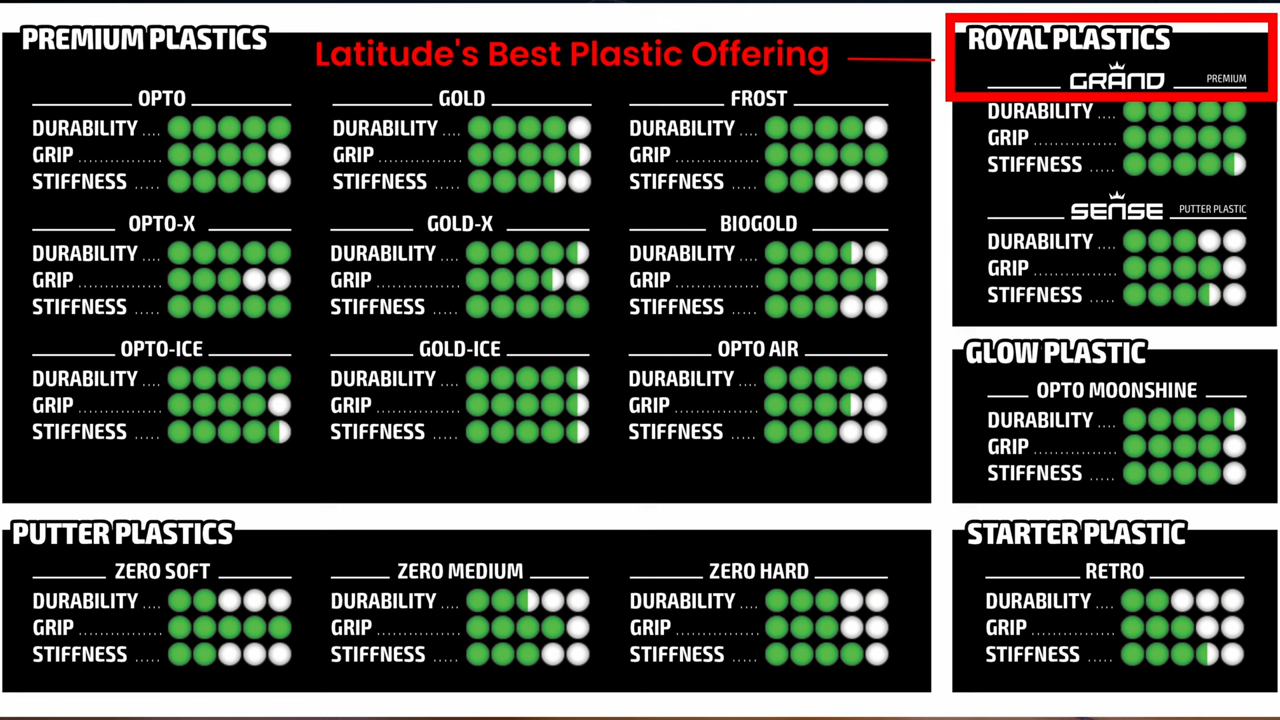 PREMIUM PLASTICS
Latitude's Best Plastic Offering
OPTO
DURABILITY ....
GRIP ...............
STIFFNESS .....
GOLD
DURABILITY ....
GRIP ...............
STIFFNESS .....
FROST
DURABILITY ....
GRIP ...............
STIFFNESS .....
OPTO-X
DURABILITY ....
GRIP ...............
STIFFNESS .....
GOLD-X
DURABILITY ....
GRIP ...............
STIFFNESS .....
BIOGOLD
DURABILITY ....
GRIP ...............
STIFFNESS .....
OPTO-ICE
DURABILITY ....
GRIP ...............
STIFFNESS .....
GOLD-ICE
DURABILITY ....
GRIP ...............
STIFFNESS .....
OPTO AIR
DURABILITY ....
GRIP ...............
STIFFNESS .....
ROYAL PLASTICS
GRAND PREMIUM
DURABILITY ....
GRIP ...............
STIFFNESS .....
SENSE PUTTER PLASTIC
DURABILITY ....
GRIP ...............
STIFFNESS .....
GLOW PLASTIC
OPTO MOONSHINE
DURABILITY ....
GRIP ...............
STIFFNESS .....
PUTTER PLASTICS
ZERO SOFT
DURABILITY ....
GRIP ...............
STIFFNESS .....
ZERO MEDIUM
DURABILITY ....
GRIP ...............
STIFFNESS .....
ZERO HARD
DURABILITY ....
GRIP ...............
STIFFNESS .....
STARTER PLASTIC
RETRO
DURABILITY ....
GRIP ...............
STIFFNESS .....